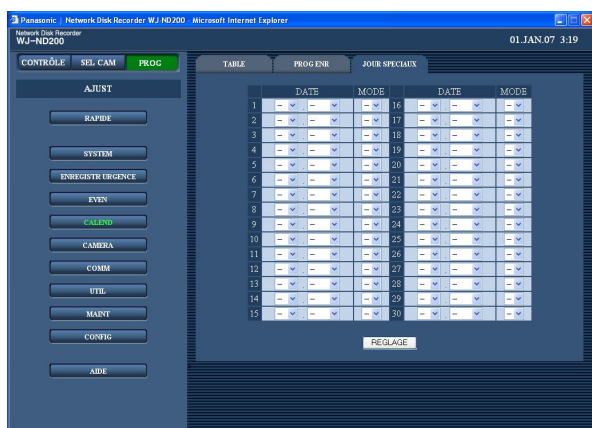 Panasonic | Network Disk Recorder WJ-ND200 - Microsoft Internet Explorer
Network Disk Recorder
WJ-ND200
01.JAN.07 3:19
CONTRÔLE SEL CAM PROG
TABLE PROG ENR JOUR SPECIAUX
AJUST
RAPIDE
SYSTEM
ENREGISTR URGENCE
EVEN
CALEND
CAMERA
COMM
UTIL
MAINT
CONFIG
AIDE
DATE MODE DATE MODE
1 – . – – 16 – . – –
2 – . – – 17 – . – –
3 – . – – 18 – . – –
4 – . – – 19 – . – –
5 – . – – 20 – . – –
6 – . – – 21 – . – –
7 – . – – 22 – . – –
8 – . – – 23 – . – –
9 – . – – 24 – . – –
10 – . – – 25 – . – –
11 – . – – 26 – . – –
12 – . – – 27 – . – –
13 – . – – 28 – . – –
14 – . – – 29 – . – –
15 – . – – 30 – . – –
REGLAGE